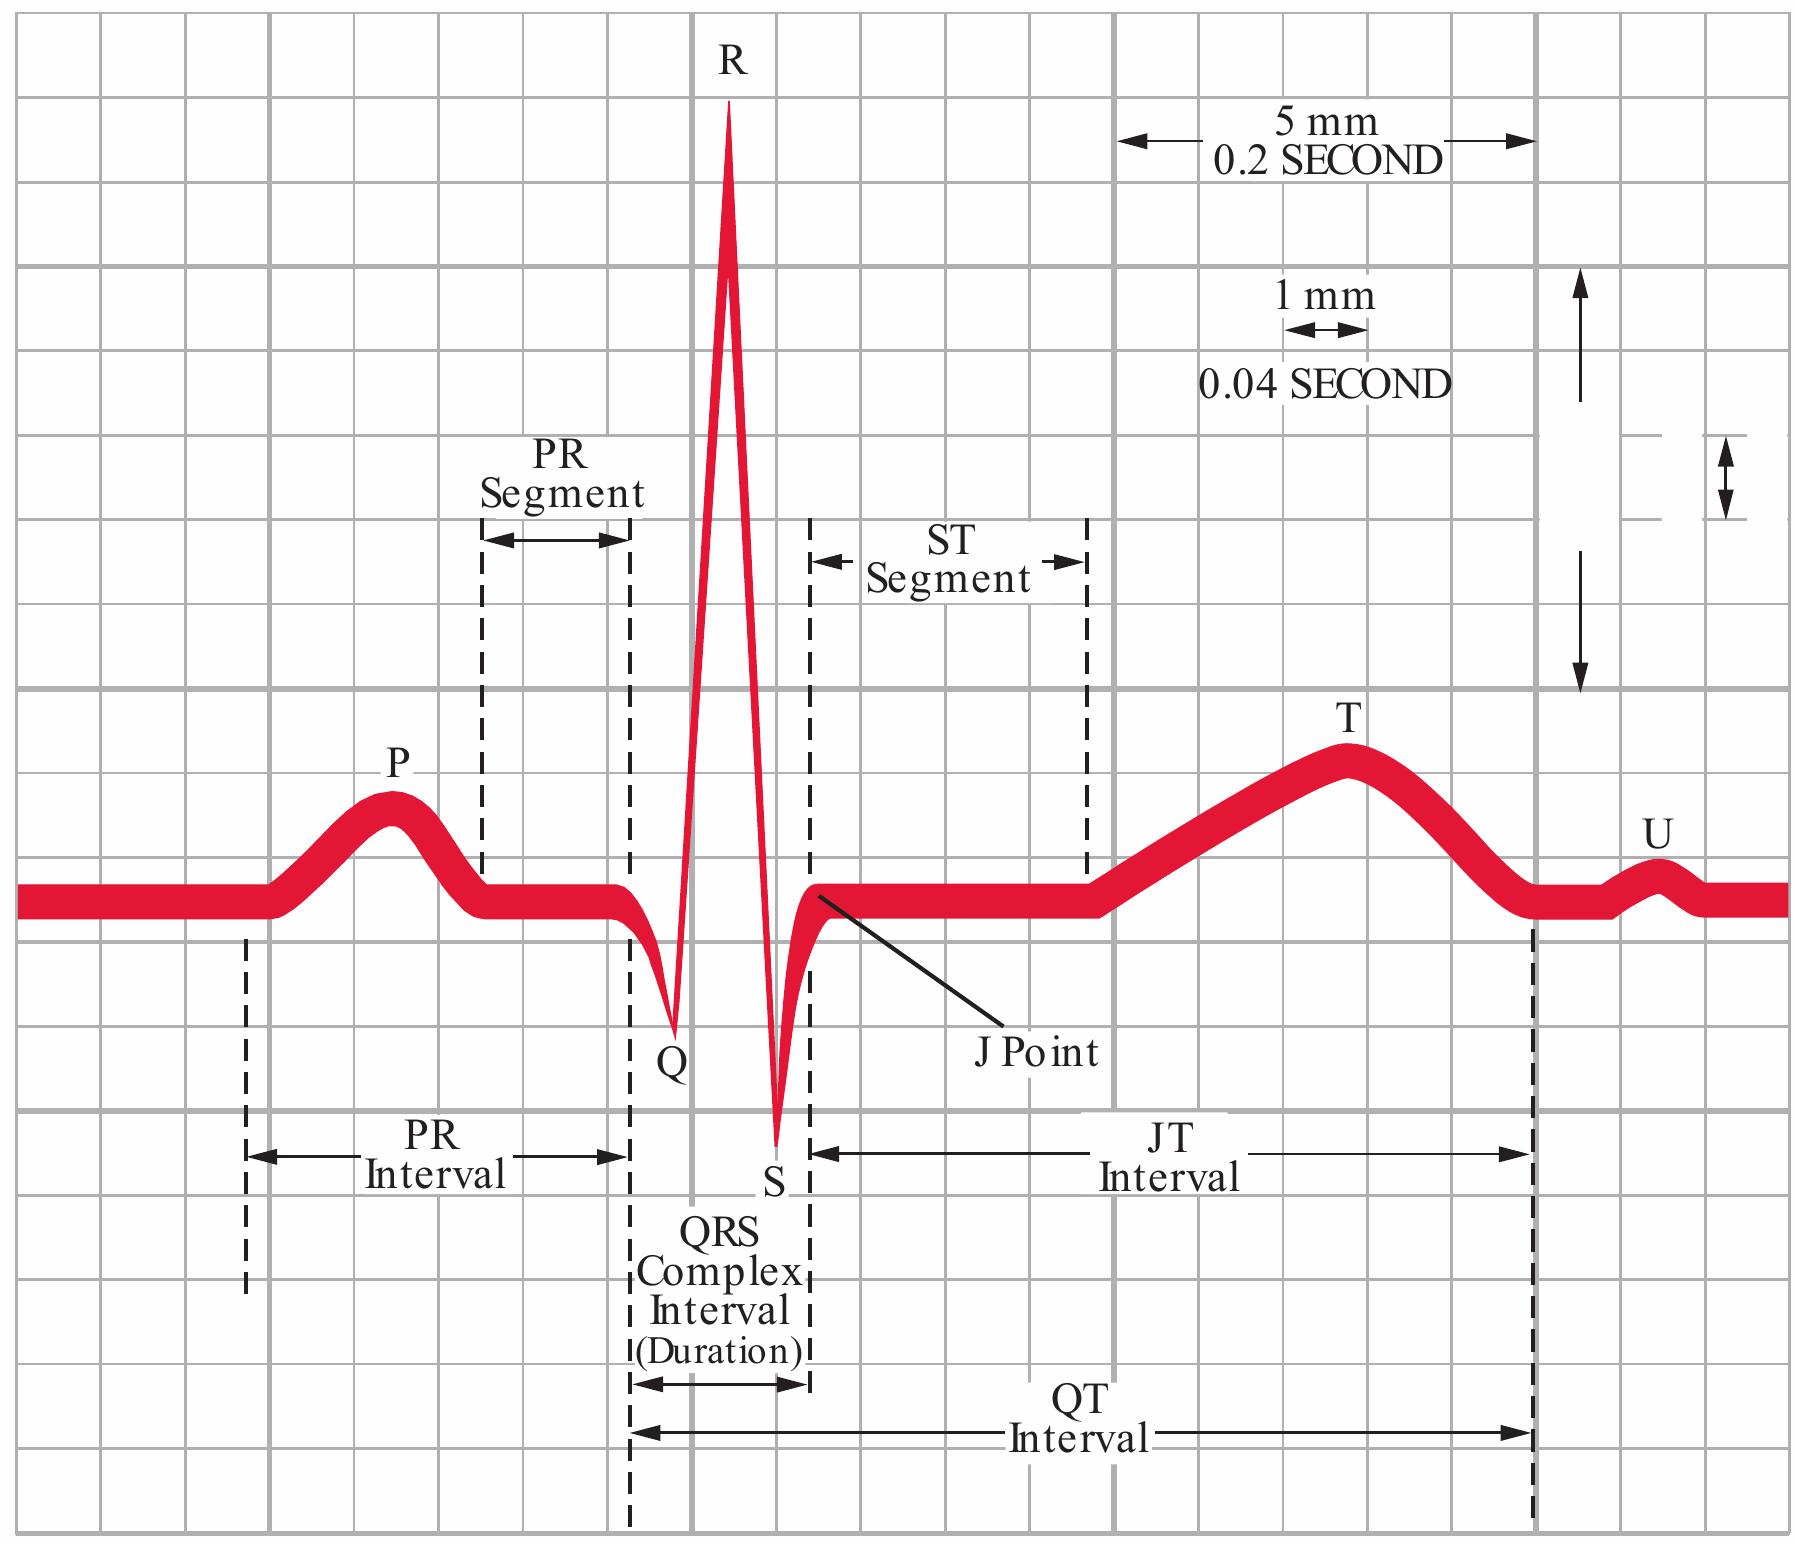 R
5 mm
0.2 SECOND
1 mm
0.04 SECOND
PR
Segment
ST
Segment
T
P
U
Q
J Point
PR
Interval
JT
Interval
S
QRS
Complex
Interval
(Duration)
QT
Interval